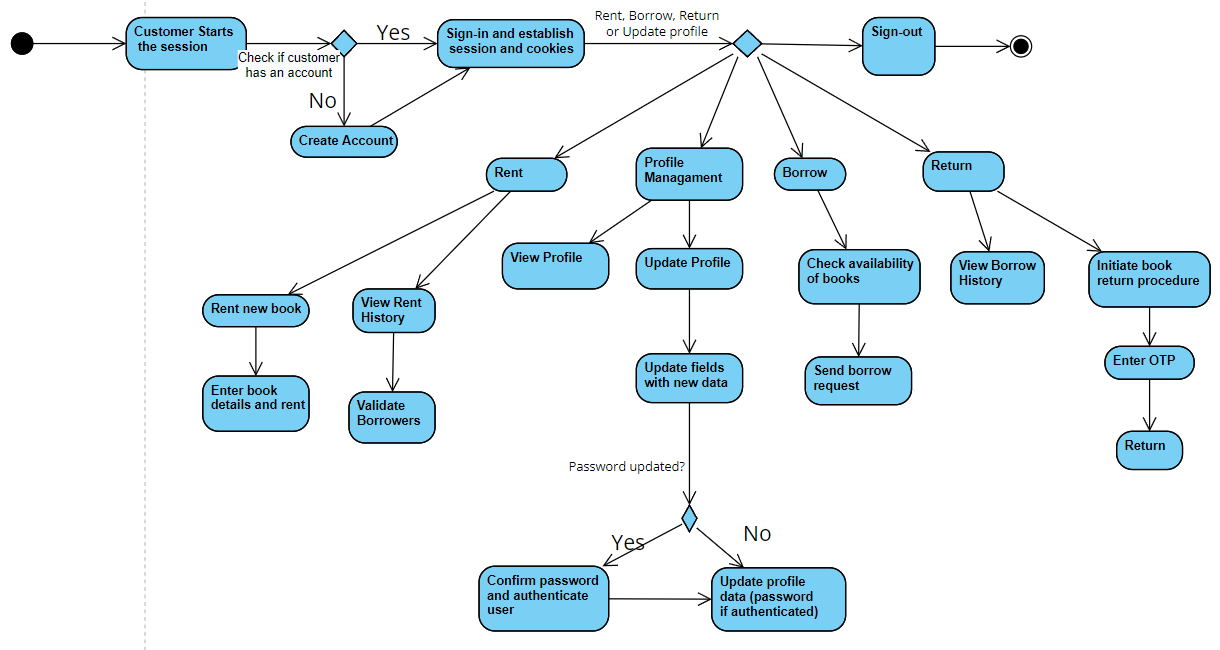 Customer Starts
the session
Check if customer
has an account
Yes
No
Create Account
Sign-in and establish
session and cookies
Rent, Borrow, Return
or Update profile
Sign-out
Rent
Profile
Managament
Borrow
Return
Rent new book
View Rent
History
View Profile
Update Profile
Check availability
of books
View Borrow
History
Initiate book
return procedure
Enter book
details and rent
Validate
Borrowers
Update fields
with new data
Send borrow
request
Enter OTP
Return
Password updated?
Yes
No
Confirm password
and authenticate
user
Update profile
data (password
if authenticated)